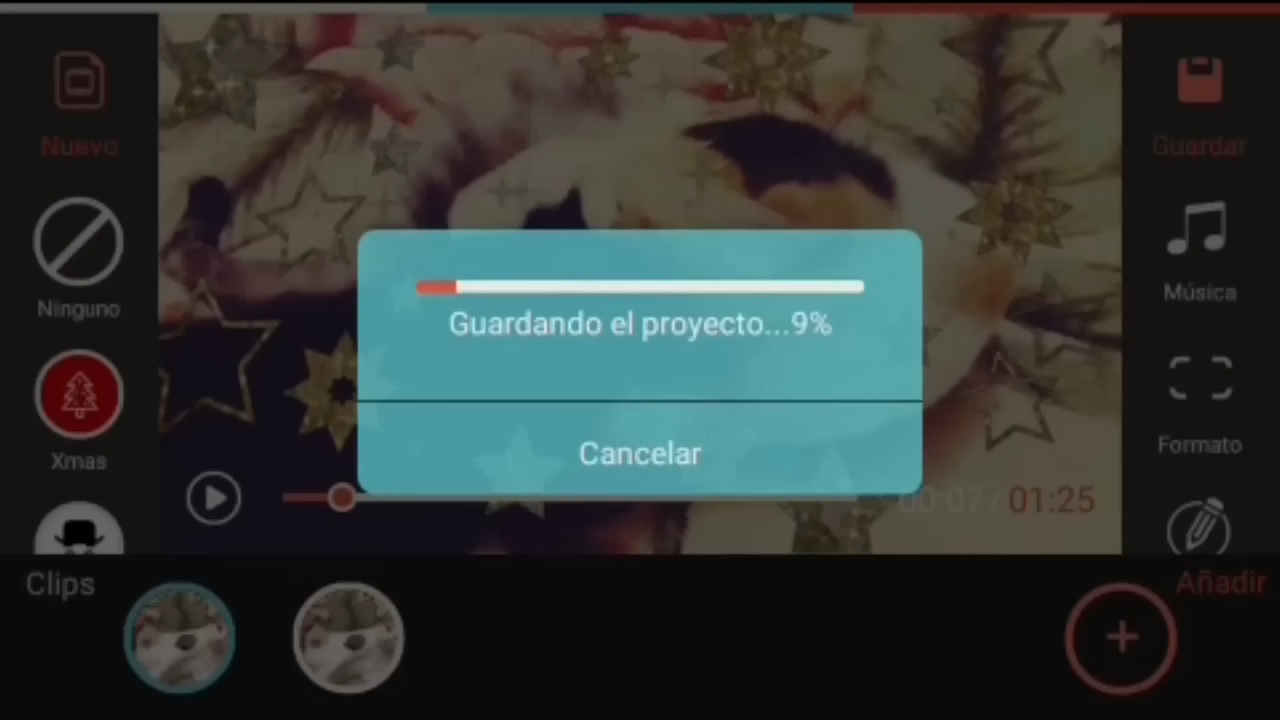 Nuevo
Guardar
Ninguno
Música
Guardando el proyecto...9%
Xmas
Formato
Cancelar
00:07/ 01:25
Clips
Añadir